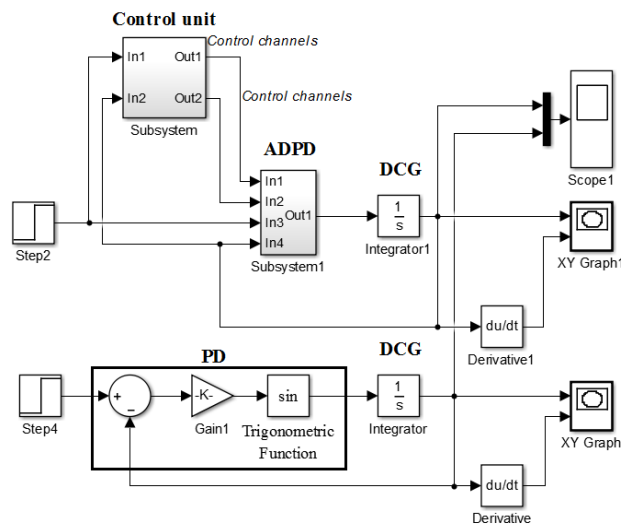 Control unit
Control channels
In1
Out1
In2
Out2
Subsystem
Control channels
ADPD
In1
In2
In3
In4
Out1
Subsystem1
DCG
1
s
Integrator1
Scope1
Step2
XY Graph1
du/dt
Derivative1
PD
DCG
Step4
+
−
-K-
Gain1
sin
Trigonometric
Function
1
s
Integrator
XY Graph
du/dt
Derivative